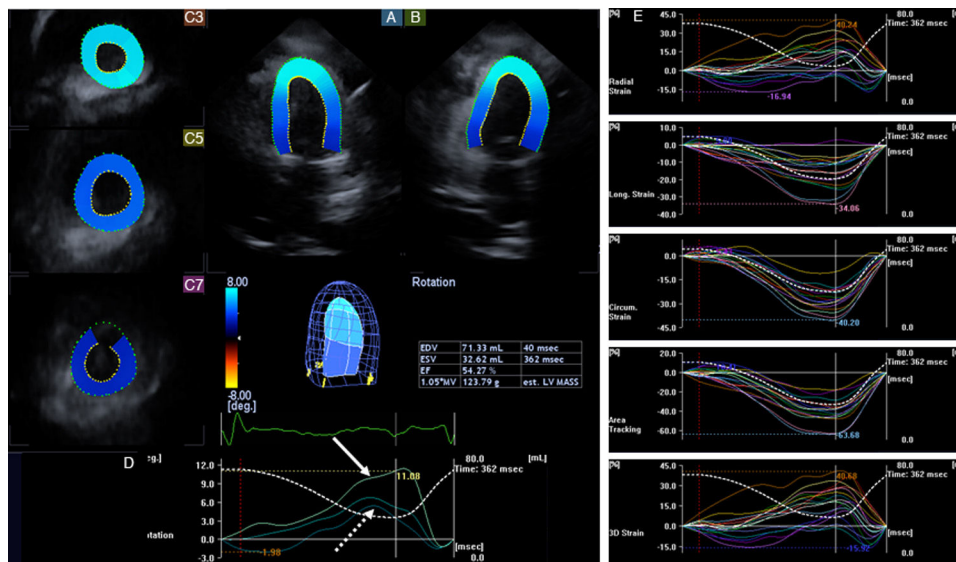 C3
A
B
C5
C7
8.00
-8.00
[deg.]
Rotation
EDV 71.33 mL 40 msec
ESV 32.62 mL 362 msec
EF 54.27 %
1.05*MV 123.79 g est. LV MASS
D
eg.]
12.0
9.0
6.0
3.0
0.0
-3.0
tation
11.08
-1.98
80.0
[mL]
Time: 362 msec
[msec]
0.0
E
[%]
45.0
30.0
15.0
0.0
-15.0
Radial
Strain
40.24
-16.94
80.0
Time: 362 msec
[msec]
0.0
[%]
10.0
0.0
-10.0
-20.0
-30.0
-40.0
Long. Strain
-34.06
80.0
Time: 362 msec
[msec]
0.0
[%]
0.0
-15.0
-30.0
-45.0
Circum.
Strain
-40.20
80.0
Time: 362 msec
[msec]
0.0
[%]
0.0
-20.0
-40.0
-60.0
Area
Tracking
-63.68
80.0
Time: 362 msec
[msec]
0.0
[%]
45.0
30.0
15.0
0.0
-15.0
3D Strain
40.68
-15.92
80.0
Time: 362 msec
[msec]
0.0